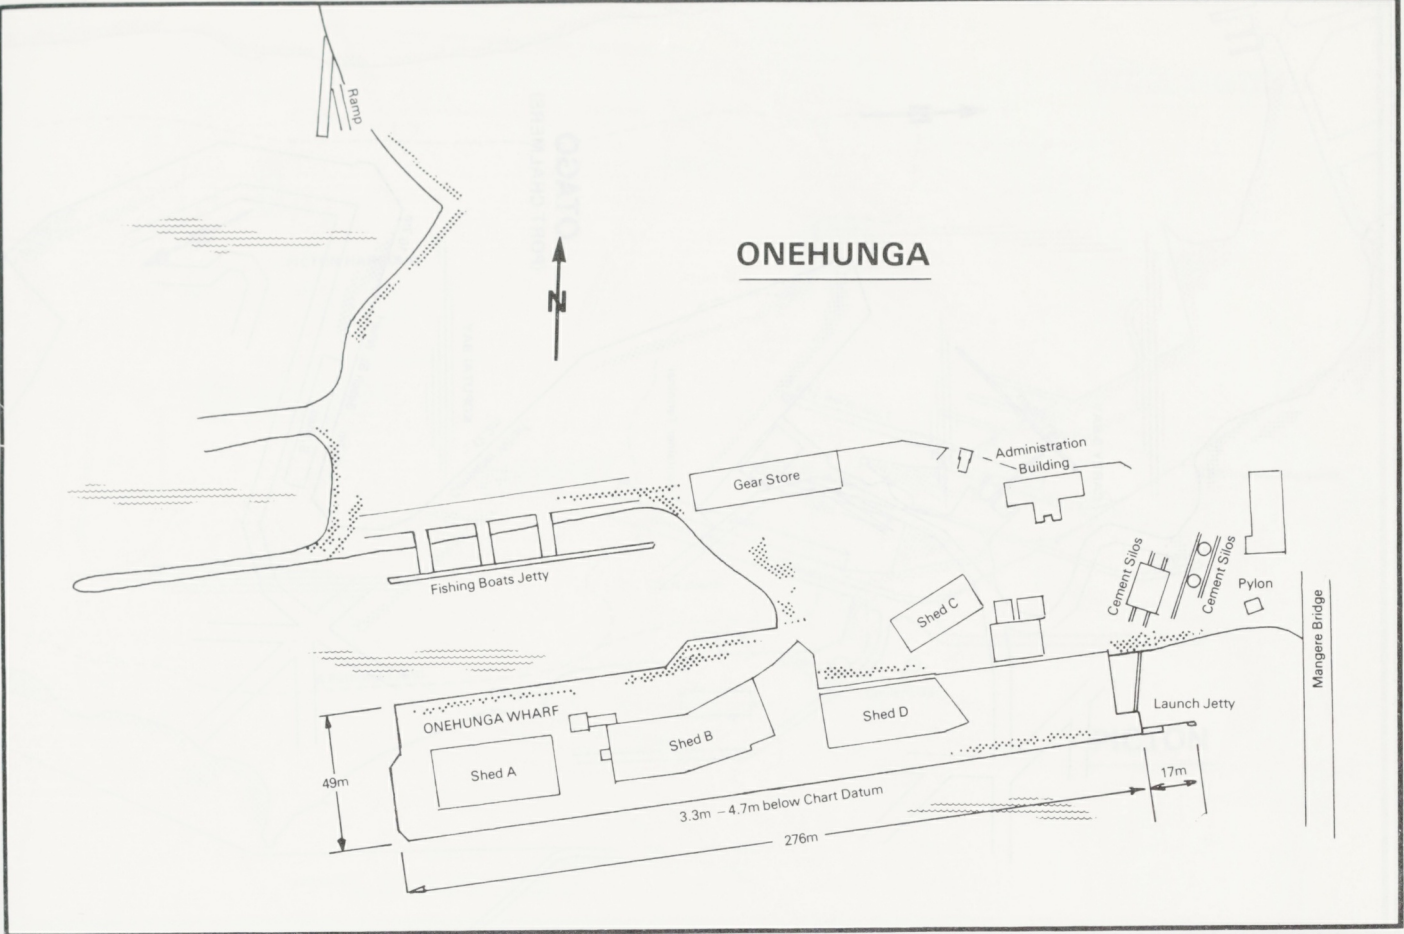 Ramp
ONEHUNGA
N
Administration
Building
Gear Store
Cement Silos
Cement Silos
Pylon
Fishing Boats Jetty
Shed C
Mangere Bridge
Launch Jetty
ONEHUNGA WHARF
Shed D
Shed B
Shed A
49m
17m
3.3m – 4.7m below Chart Datum
276m